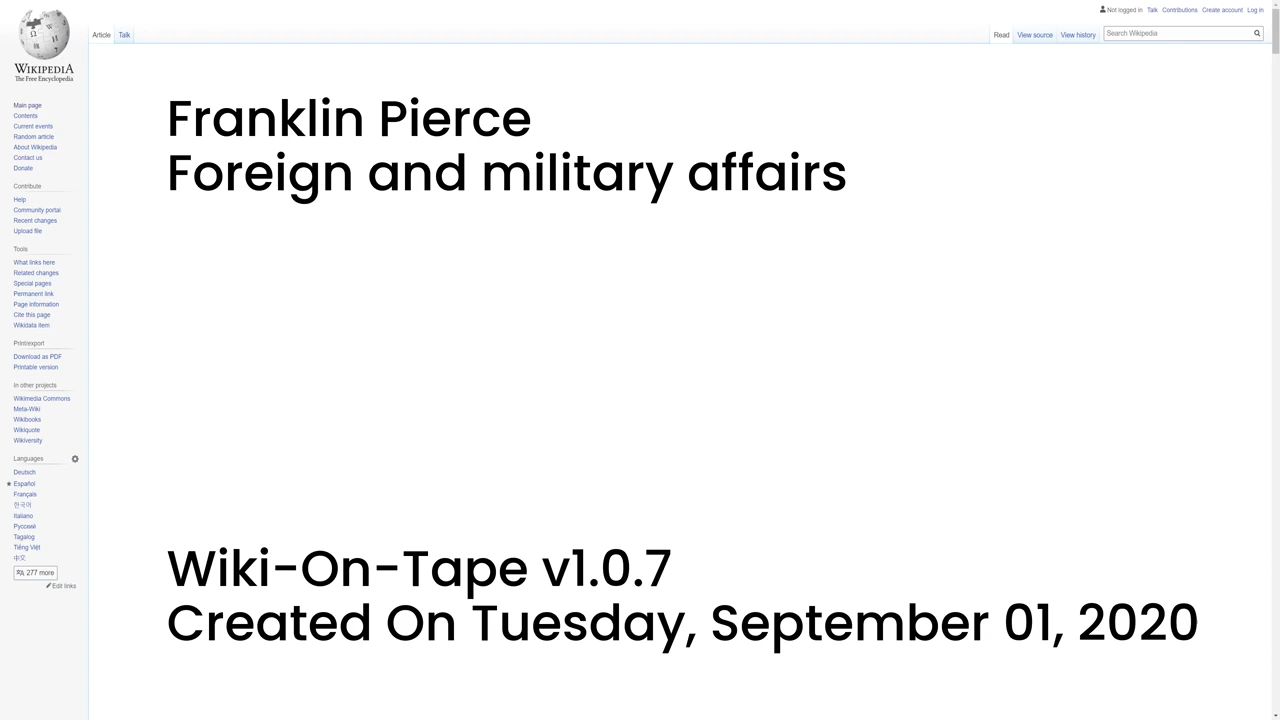 Not logged in Talk Contributions Create account Log in
Article Talk Read View source View history Search Wikipedia
WIKIPEDIA
The Free Encyclopedia
Main page
Contents
Current events
Random article
About Wikipedia
Contact us
Donate
Contribute
Help
Community portal
Recent changes
Upload file
Tools
What links here
Related changes
Special pages
Permanent link
Page information
Cite this page
Wikidata item
Print/export
Download as PDF
Printable version
In other projects
Wikimedia Commons
Meta-Wiki
Wikibooks
Wikiquote
Wikiversity
Languages
Deutsch
Español
Français
한국어
Italiano
Русский
Tagalog
Tiếng Việt
中文
277 more
Edit links
Franklin Pierce
Foreign and military affairs
Wiki-On-Tape v1.0.7
Created On Tuesday, September 01, 2020